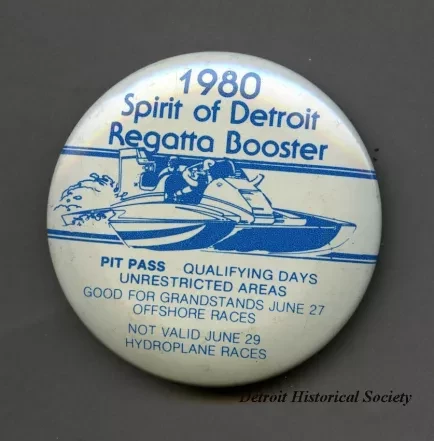 1980
Spirit of Detroit
Regatta Booster
PIT PASS QUALIFYING DAYS
UNRESTRICTED AREAS
GOOD FOR GRANDSTANDS JUNE 27
OFFSHORE RACES
NOT VALID JUNE 29
HYDROPLANE RACES
Detroit Historical Society